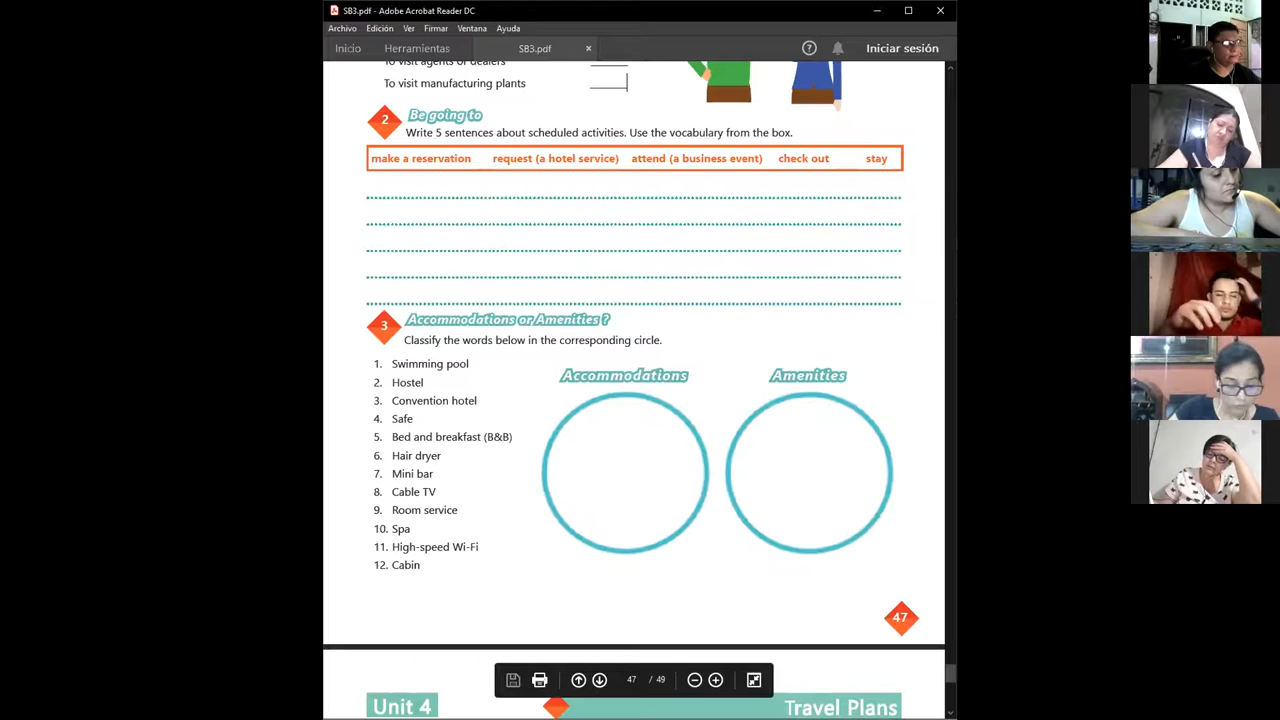 SB3.pdf - Adobe Acrobat Reader DC
Archivo Edición Ver Firmar Ventana Ayuda
Inicio Herramientas SB3.pdf × ? Iniciar sesión
To visit agents or dealers
To visit manufacturing plants
2 Be going to
Write 5 sentences about scheduled activities. Use the vocabulary from the box.
make a reservation request (a hotel service) attend (a business event) check out stay
3 Accommodations or Amenities ?
Classify the words below in the corresponding circle.
1. Swimming pool
2. Hostel
3. Convention hotel
4. Safe
5. Bed and breakfast (B&B)
6. Hair dryer
7. Mini bar
8. Cable TV
9. Room service
10. Spa
11. High-speed Wi-Fi
12. Cabin
Accommodations Amenities
47
47 / 49
Unit 4 Travel Plans